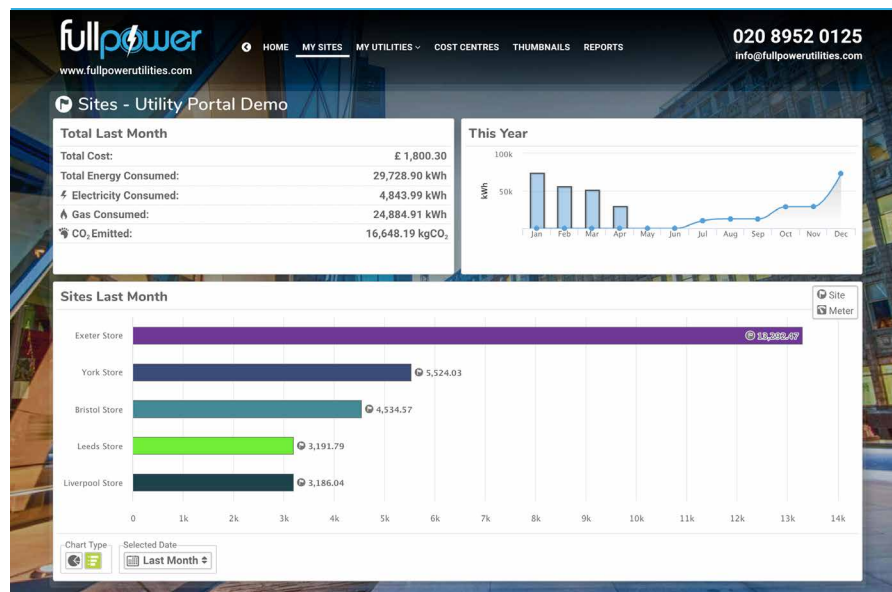 fullpower
www.fullpowerutilities.com
HOME MY SITES MY UTILITIES COST CENTRES THUMBNAILS REPORTS
020 8952 0125
info@fullpowerutilities.com
Sites - Utility Portal Demo
Total Last Month
Total Cost: £ 1,800.30
Total Energy Consumed: 29,728.90 kWh
Electricity Consumed: 4,843.99 kWh
Gas Consumed: 24,884.91 kWh
CO₂ Emitted: 16,648.19 kgCO₂
This Year
100k
50k
kWh
Jan Feb Mar Apr May Jun Jul Aug Sep Oct Nov Dec
Sites Last Month
Site
Meter
Exeter Store 13,292.47
York Store 5,524.03
Bristol Store 4,534.57
Leeds Store 3,191.79
Liverpool Store 3,186.04
0 1k 2k 3k 4k 5k 6k 7k 8k 9k 10k 11k 12k 13k 14k
Chart Type Selected Date
Last Month